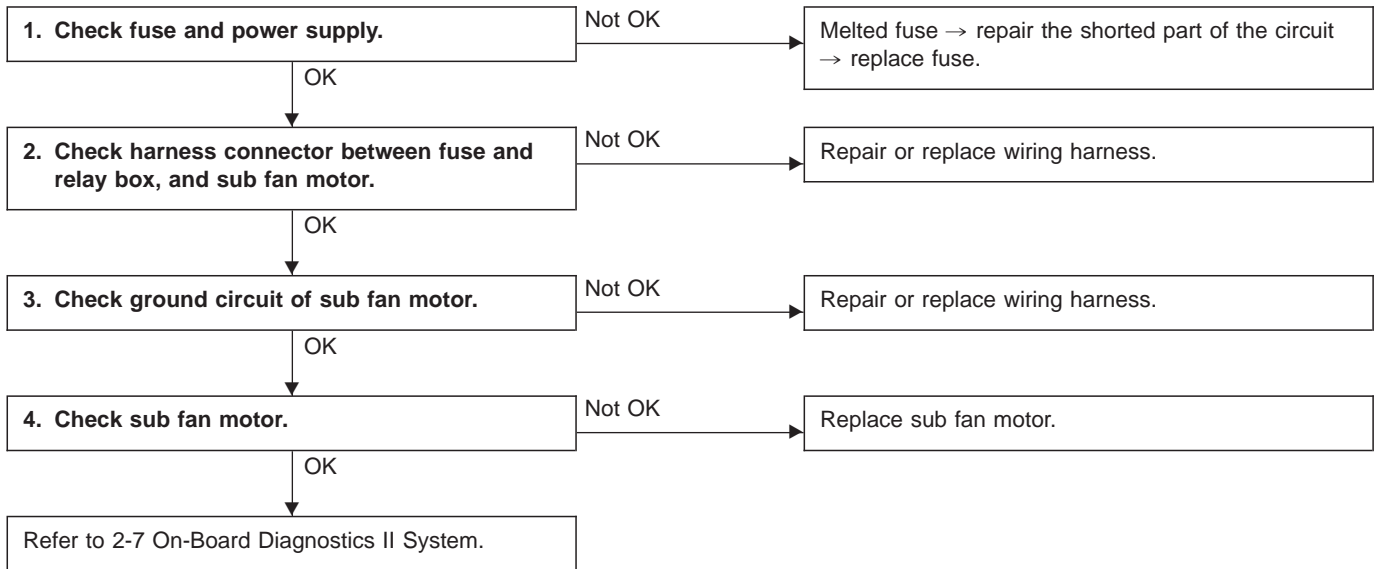 1. Check fuse and power supply.
Not OK
Melted fuse → repair the shorted part of the circuit
→ replace fuse.
OK
2. Check harness connector between fuse and
relay box, and sub fan motor.
Not OK
Repair or replace wiring harness.
OK
3. Check ground circuit of sub fan motor.
Not OK
Repair or replace wiring harness.
OK
4. Check sub fan motor.
Not OK
Replace sub fan motor.
OK
Refer to 2-7 On-Board Diagnostics II System.